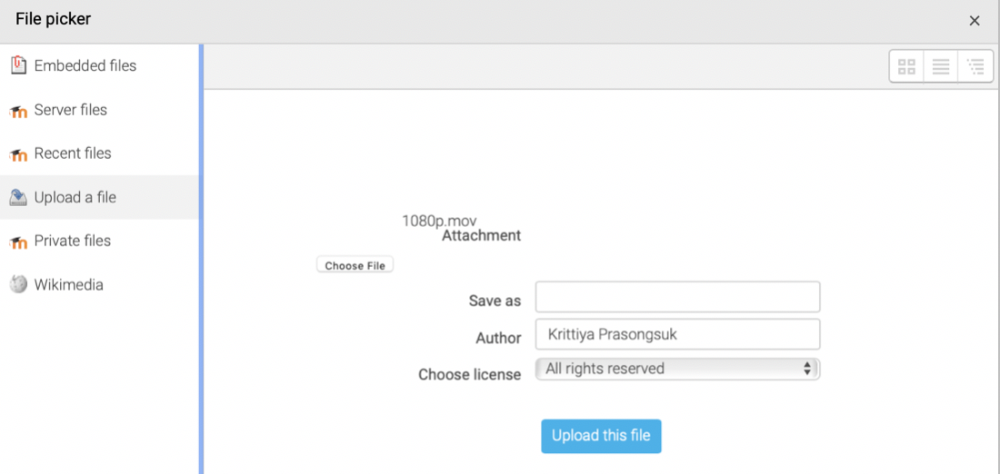 File picker
Embedded files
Server files
Recent files
Upload a file
Private files
Wikimedia
1080p.mov
Attachment
Choose File
Save as
Author Krittiya Prasongsuk
Choose license All rights reserved
Upload this file